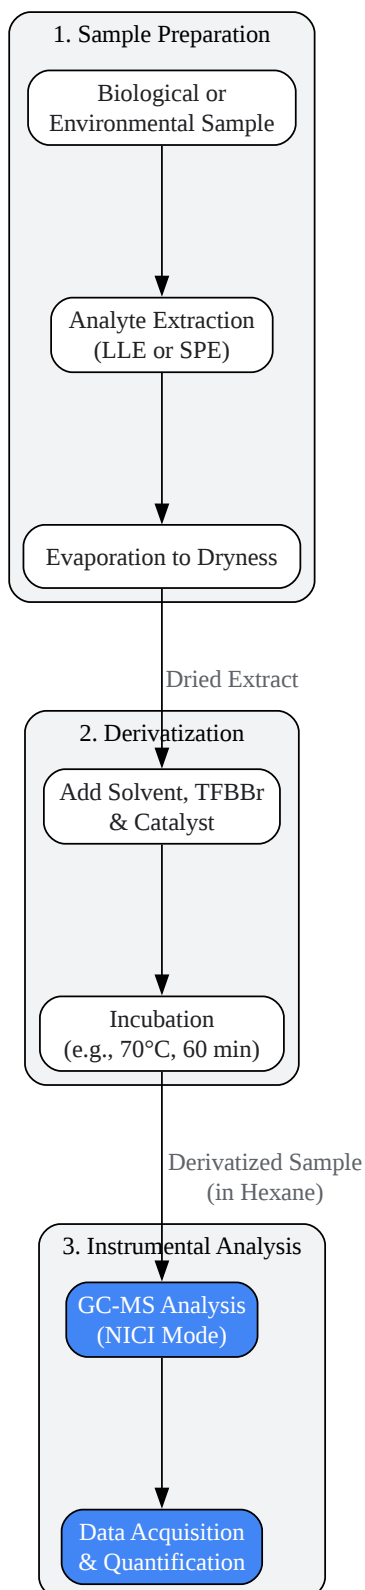 1. Sample Preparation
Biological or
Environmental Sample
Analyte Extraction
(LLE or SPE)
Evaporation to Dryness
Dried Extract
2. Derivatization
Add Solvent, TFBBr
& Catalyst
Incubation
(e.g., 70°C, 60 min)
Derivatized Sample
(in Hexane)
3. Instrumental Analysis
GC-MS Analysis
(NICI Mode)
Data Acquisition
& Quantification